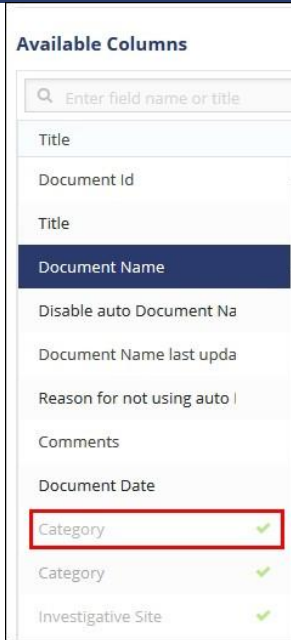 Available Columns
Enter field name or title
Title
Document Id
Title
Document Name
Disable auto Document Na
Document Name last upda
Reason for not using auto
Comments
Document Date
Category
Category
Investigative Site